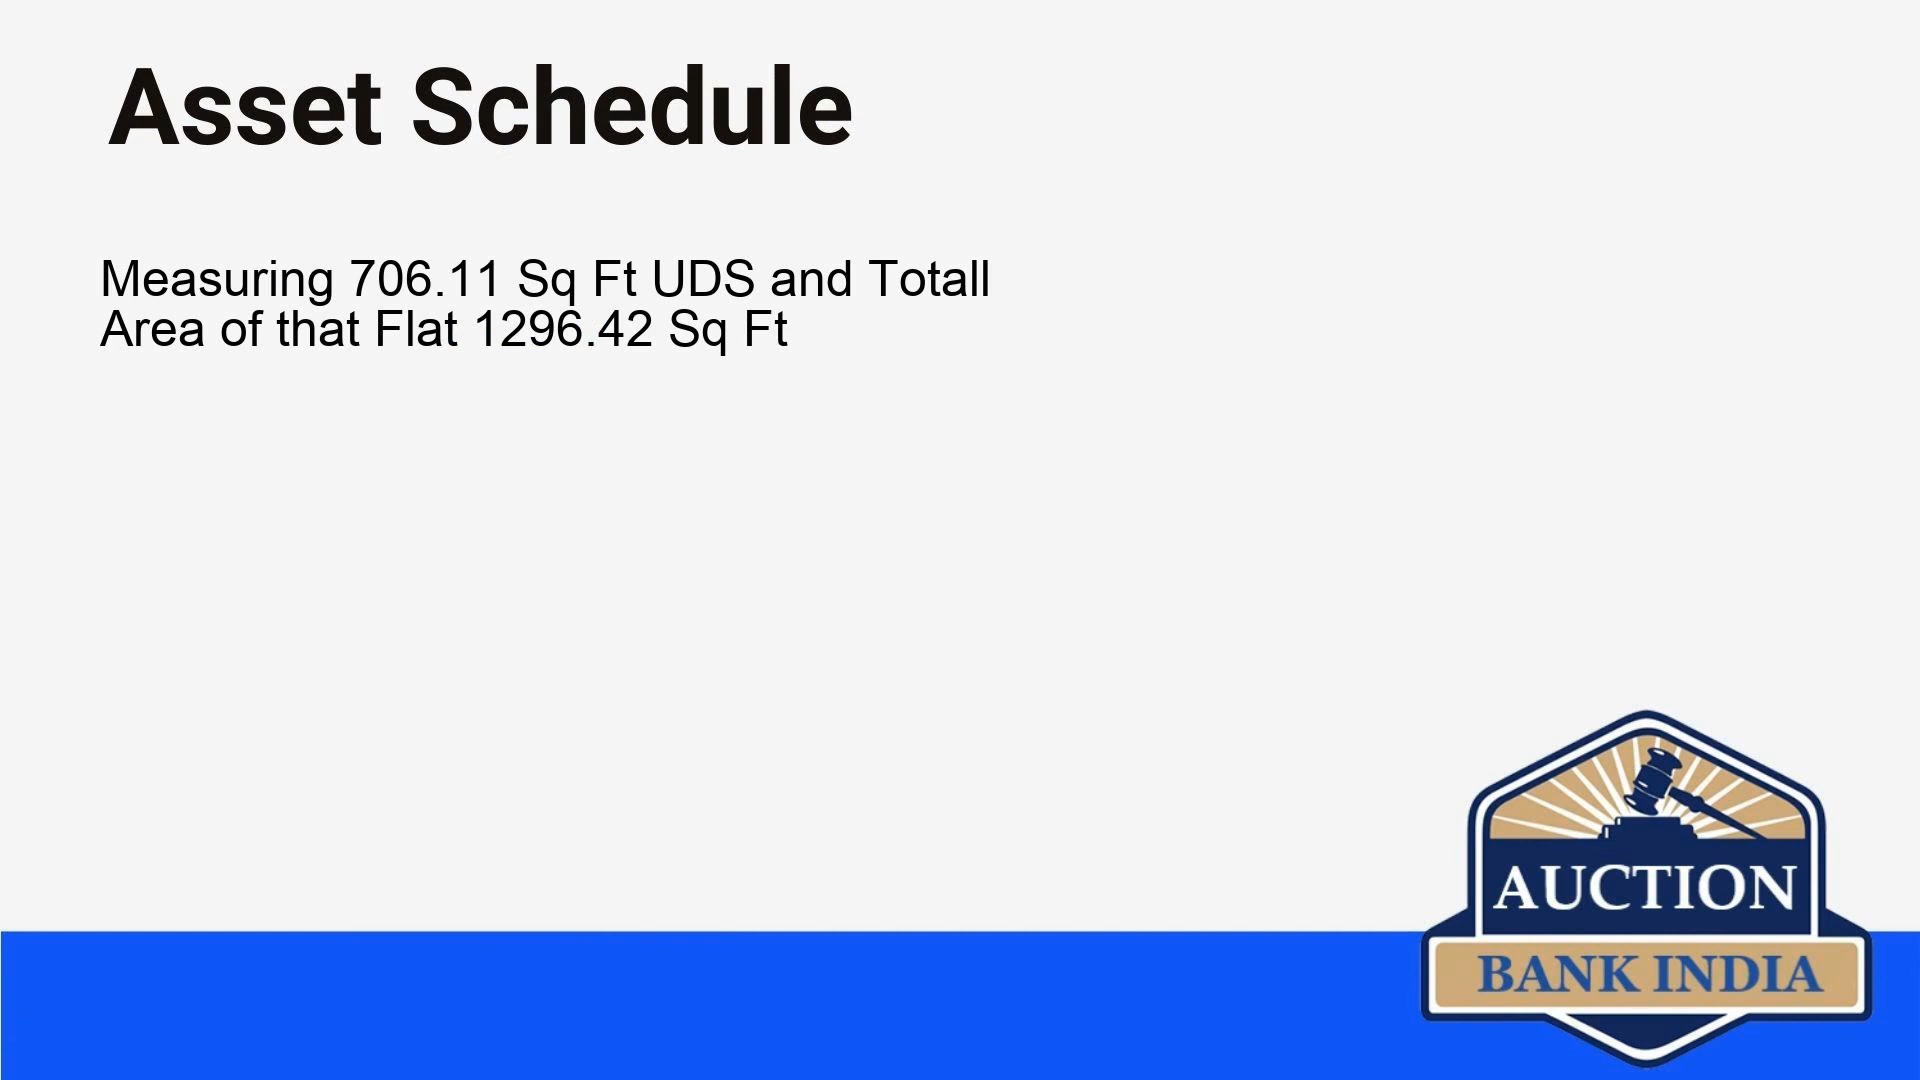 Asset Schedule
Measuring 706.11 Sq Ft UDS and Totall
Area of that Flat 1296.42 Sq Ft
AUCTION
BANK INDIA